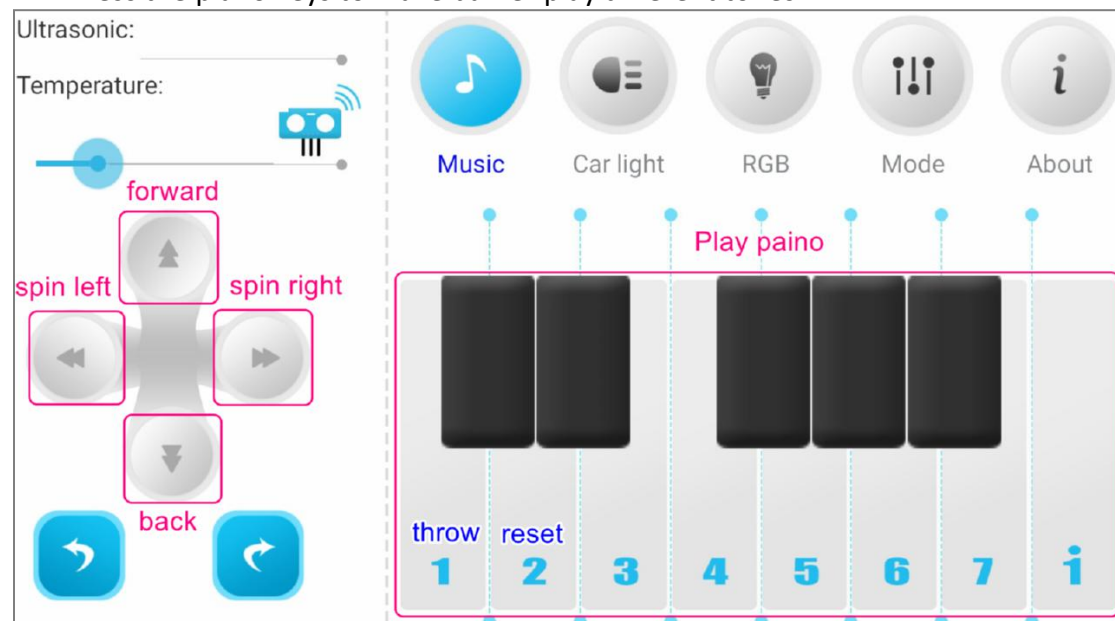 Ultrasonic:
Temperature:
forward
spin left
spin right
back
Music
Car light
RGB
Mode
About
Play paino
throw
reset
1 2 3 4 5 6 7 i